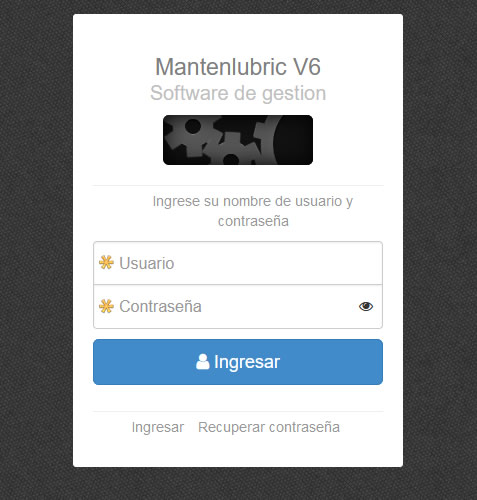 Mantenlubric V6
Software de gestion
Ingrese su nombre de usuario y
contraseña
Usuario
Contraseña
Ingresar
Ingresar Recuperar contraseña